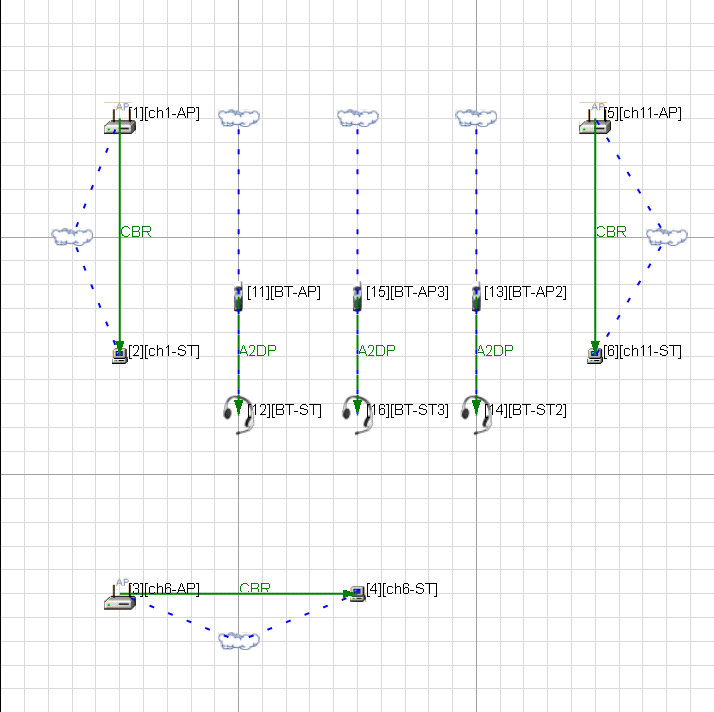 AP
[1][ch1-AP]
[5][ch11-AP]
CBR
CBR
[11][BT-AP]
[15][BT-AP3]
[13][BT-AP2]
[2][ch1-ST]
A2DP
A2DP
A2DP
[6][ch11-ST]
[12][BT-ST]
[16][BT-ST3]
[14][BT-ST2]
AP
[3][ch6-AP]
CBR
[4][ch6-ST]